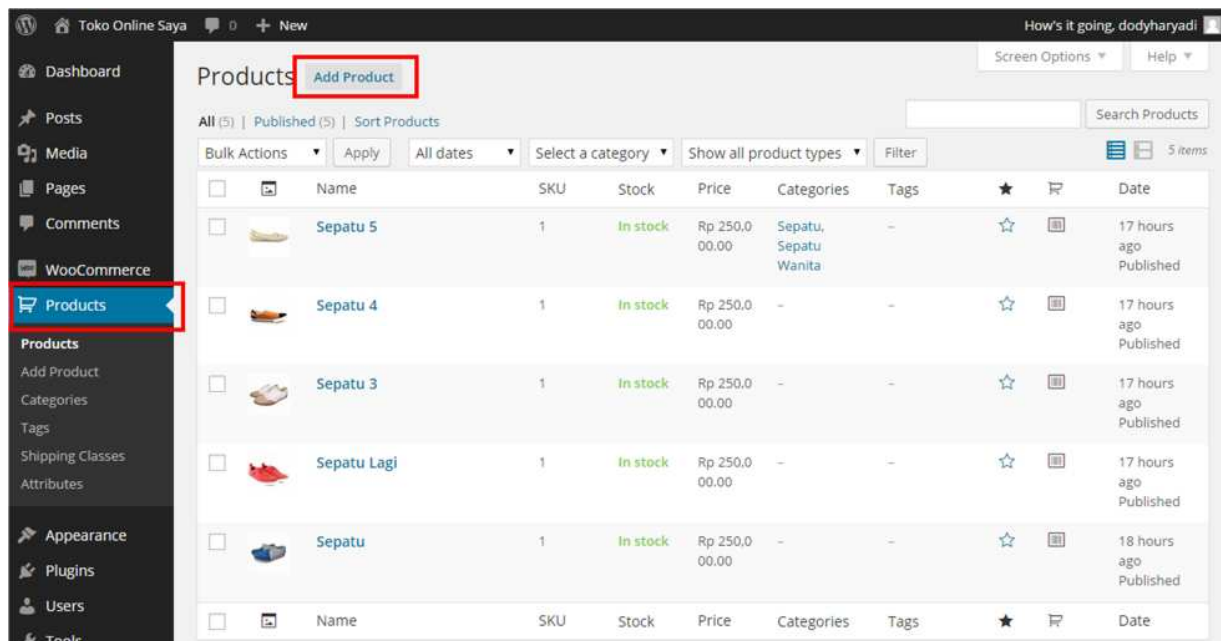 Toko Online Saya 0 + New How's it going, dodyharyadi
Dashboard
Posts
Media
Pages
Comments
WooCommerce
Products
Products
Add Product
Categories
Tags
Shipping Classes
Attributes
Appearance
Plugins
Users
Tools
Screen Options Help
Products Add Product
All (5) | Published (5) | Sort Products Search Products
Bulk Actions Apply All dates Select a category Show all product types Filter 5 items
Name SKU Stock Price Categories Tags Date
Sepatu 5 1 In stock Rp 250,0 Sepatu, – 17 hours
00.00 Sepatu ago
Wanita Published
Sepatu 4 1 In stock Rp 250,0 – – 17 hours
00.00 ago
Published
Sepatu 3 1 In stock Rp 250,0 – – 17 hours
00.00 ago
Published
Sepatu Lagi 1 In stock Rp 250,0 – – 17 hours
00.00 ago
Published
Sepatu 1 In stock Rp 250,0 – – 18 hours
00.00 ago
Published
Name SKU Stock Price Categories Tags Date